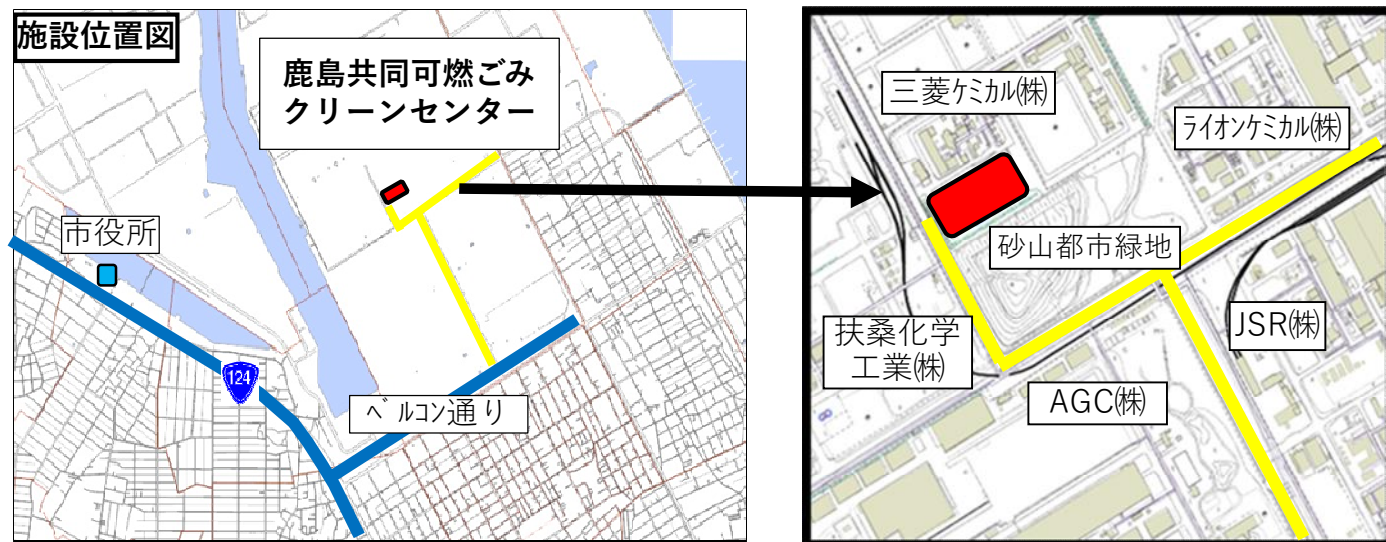 施設位置図
鹿島共同可燃ごみ
クリーンセンター
市役所
124
ベルコン通り
三菱ケミカル㈱
ライオンケミカル㈱
砂山都市緑地
扶桑化学
工業㈱
JSR㈱
AGC㈱